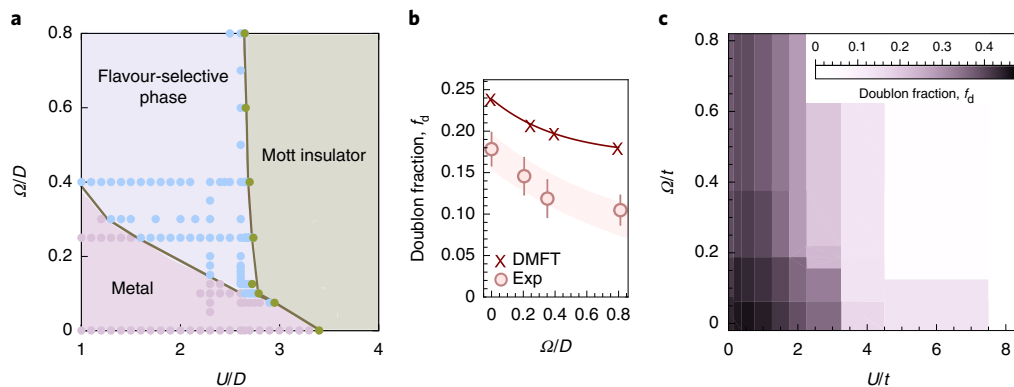 a
0.8
0.6
0.4
0.2
0
Ω/D
Flavour-selective
phase
Mott insulator
Metal
1
2
3
4
U/D
b
0.25
0.20
0.15
0.10
0.05
0.00
Doublon fraction, fd
DMFT
Exp
0
0.2
0.4
0.6
0.8
Ω/D
c
0.8
0.6
0.4
0.2
0
Ω/t
0
0.1
0.2
0.3
0.4
Doublon fraction, fd
0
2
4
6
8
U/t